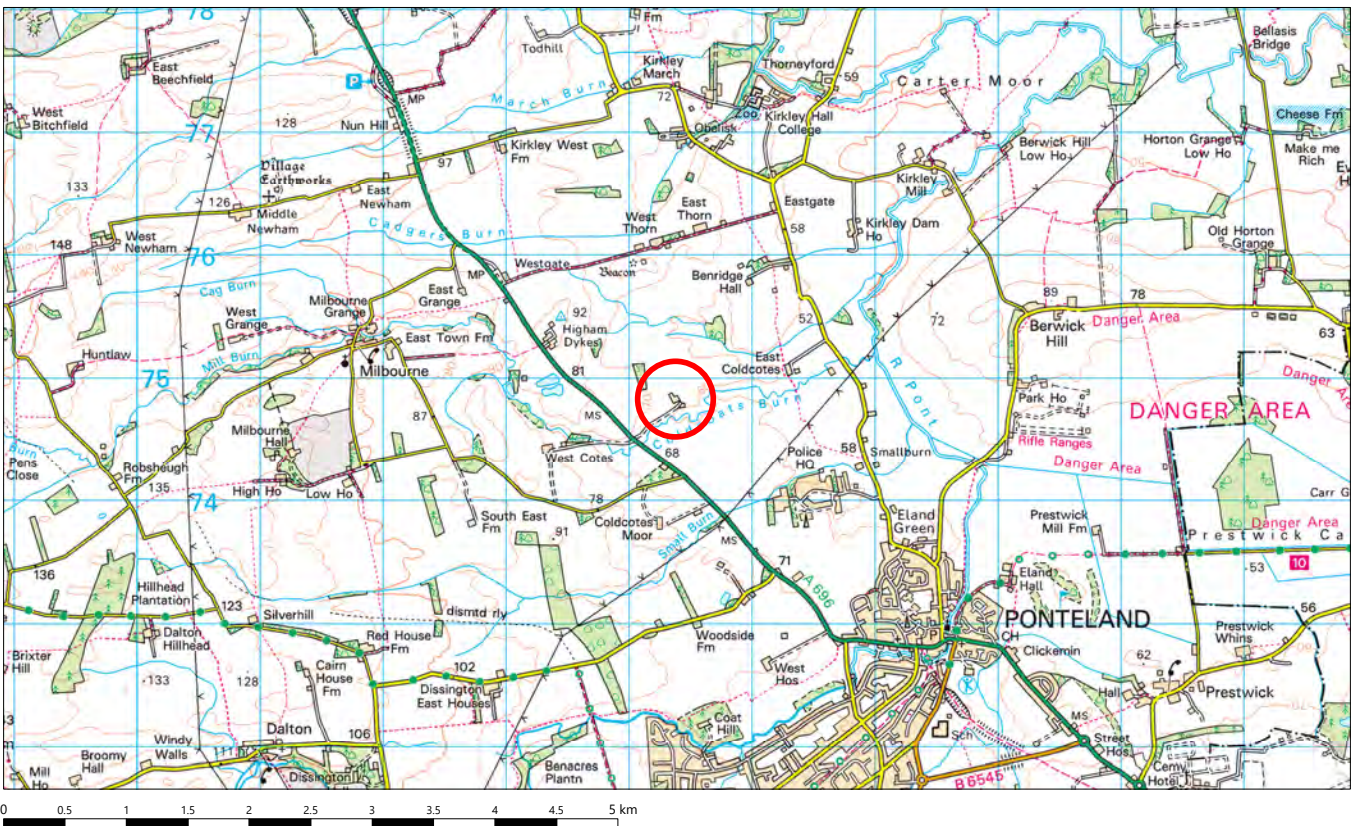 78
Fm
Todhill
Bellasis
Bridge
East
Beechfield
Kirkley
March
Thorneyford
59
Carter Moor
P
MP
March Burn
72
Zoo
Kirkley Hall
College
Cheese Fm
West
Bitchfield
128
77
Nun Hill
Obelisk
Kirkley West
Fm
Berwick Hill
Low Ho
Horton Grange
Low Ho
Make me
Rich
97
Village
Earthworks
133
126
East
Newham
Middle
Newham
Kirkley
Mill
Eastgate
East
Thorn
West
Thorn
58
Kirkley Dam
Ho
148
West
Newham
Cadgers Burn
Old Horton
Grange
76
Westgate
Beacon
Benridge
Hall
MP
East
Grange
Cag Burn
Milbourne
Grange
89
78
West
Grange
92
Higham
Dykes
52
72
Berwick
Hill
Danger Area
63
East Town Fm
Huntlaw
Mill Burn
East
Coldcotes
R Pont
75
Milbourne
81
Danger Area
Park Ho
DANGER AREA
87
MS
Coldcoats Burn
Milbourne
Hall
Rifle Ranges
68
Police
HQ
58
Smallburn
Danger Area
Burn
Pens
Close
Robsheugh
Fm
135
West Cotes
High Ho
Low Ho
74
78
Carr G
South East
Fm
91
Coldcotes
Moor
Small Burn
MS
Eland
Green
Prestwick
Mill Fm
Danger Area
Prestwick Ca
136
71
A 696
Eland
Hall
10
53
Hillhead
Plantation
123
Silverhill
dismtd rly
PONTELAND
56
Dalton
Hillhead
Red House
Fm
Woodside
Fm
P
CH
Clickemin
Prestwick
Whins
Brixter
Hill
133
128
Cairn
House
Fm
102
Dissington
East Houses
West
Hos
62
Hall
Prestwick
Dalton
106
Coat
Hill
MS
Street
Hos
Sch
Windy
Walls
111
Broomy
Hall
Mill
Ho
Dissington
Benacres
Plantn
B 6545
Cemy
Hotel
0 0.5 1 1.5 2 2.5 3 3.5 4 4.5 5 km